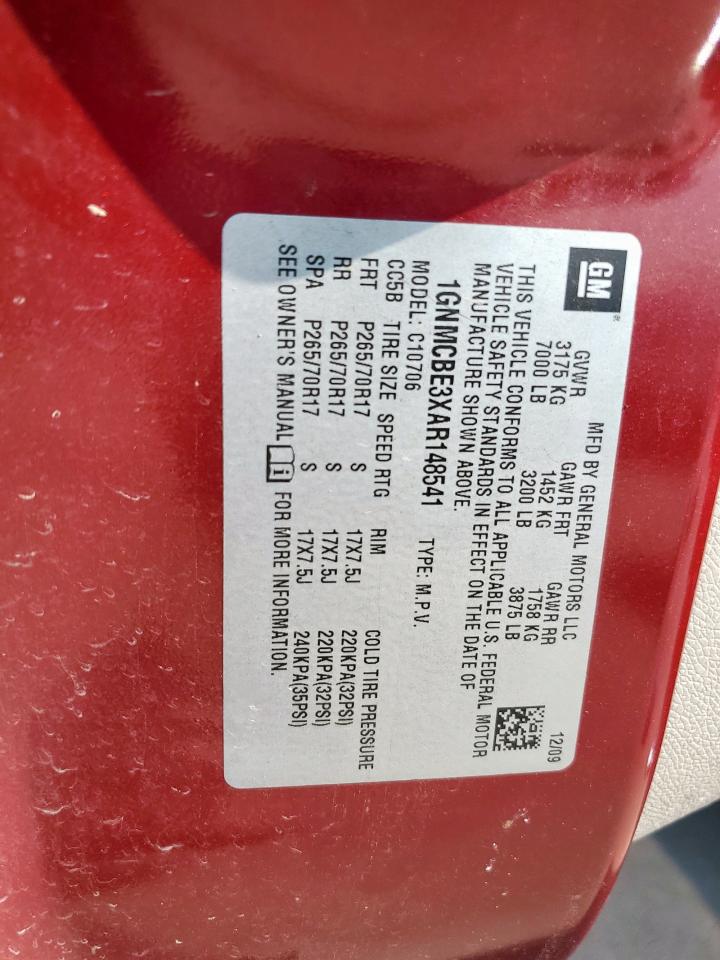 GM®
MFD BY GENERAL MOTORS LLC 12/09
GVWR GAWR FRT GAWR RR
3175 KG 1452 KG 1758 KG
7000 LB 3200 LB 3875 LB
THIS VEHICLE CONFORMS TO ALL APPLICABLE U.S. FEDERAL MOTOR
VEHICLE SAFETY STANDARDS IN EFFECT ON THE DATE OF
MANUFACTURE SHOWN ABOVE.
1GNMCBE3XAR148541 TYPE: M.P.V.
MODEL: C10706
CC5B TIRE SIZE SPEED RTG RIM COLD TIRE PRESSURE
FRT P265/70R17 S 17X7.5J 220KPA(32PSI)
RR P265/70R17 S 17X7.5J 220KPA(32PSI)
SPA P265/70R17 S 17X7.5J 240KPA(35PSI)
SEE OWNER'S MANUAL i FOR MORE INFORMATION.